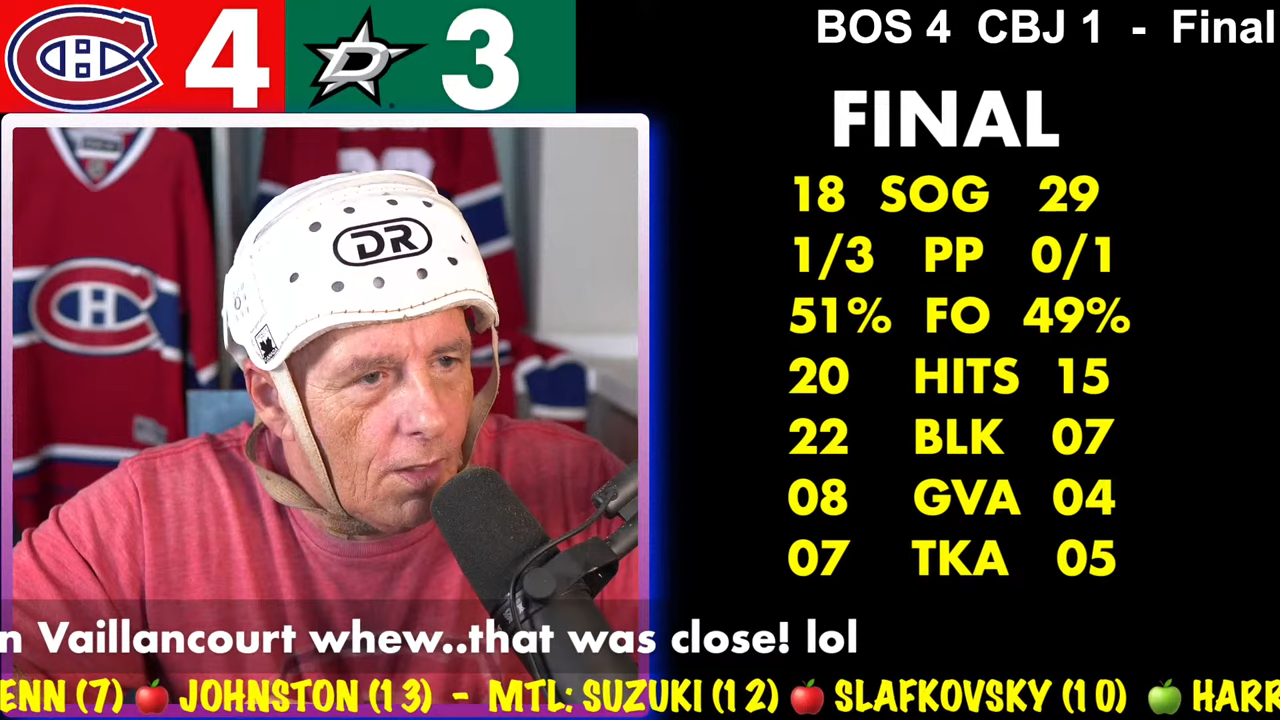 4 3
BOS 4 CBJ 1 - Final
FINAL
18 SOG 29
1/3 PP 0/1
51% FO 49%
20 HITS 15
22 BLK 07
08 GVA 04
07 TKA 05
DR
n Vaillancourt whew..that was close! lol
ENN (7) 🍎 JOHNSTON (13) - MTL: SUZUKI (12) 🍎 SLAFKOVSKY (10) 🍏 HARR